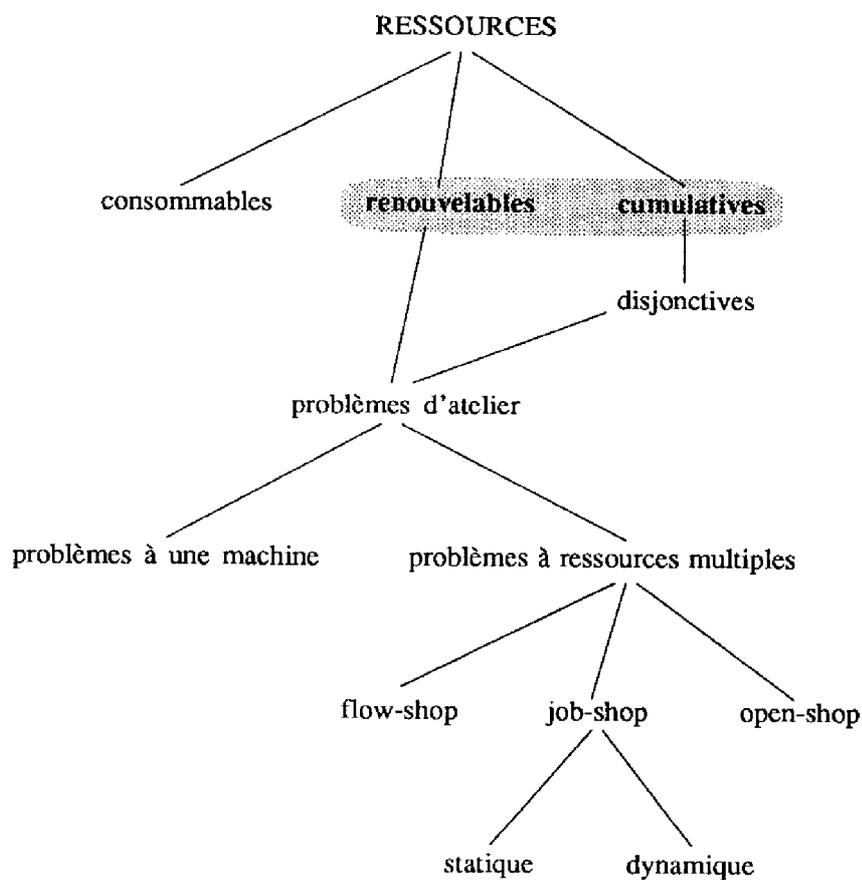 RESSOURCES
consommables renouvelables cumulatives
disjonctives
problèmes d'atelier
problèmes à une machine problèmes à ressources multiples
flow-shop job-shop open-shop
statique dynamique